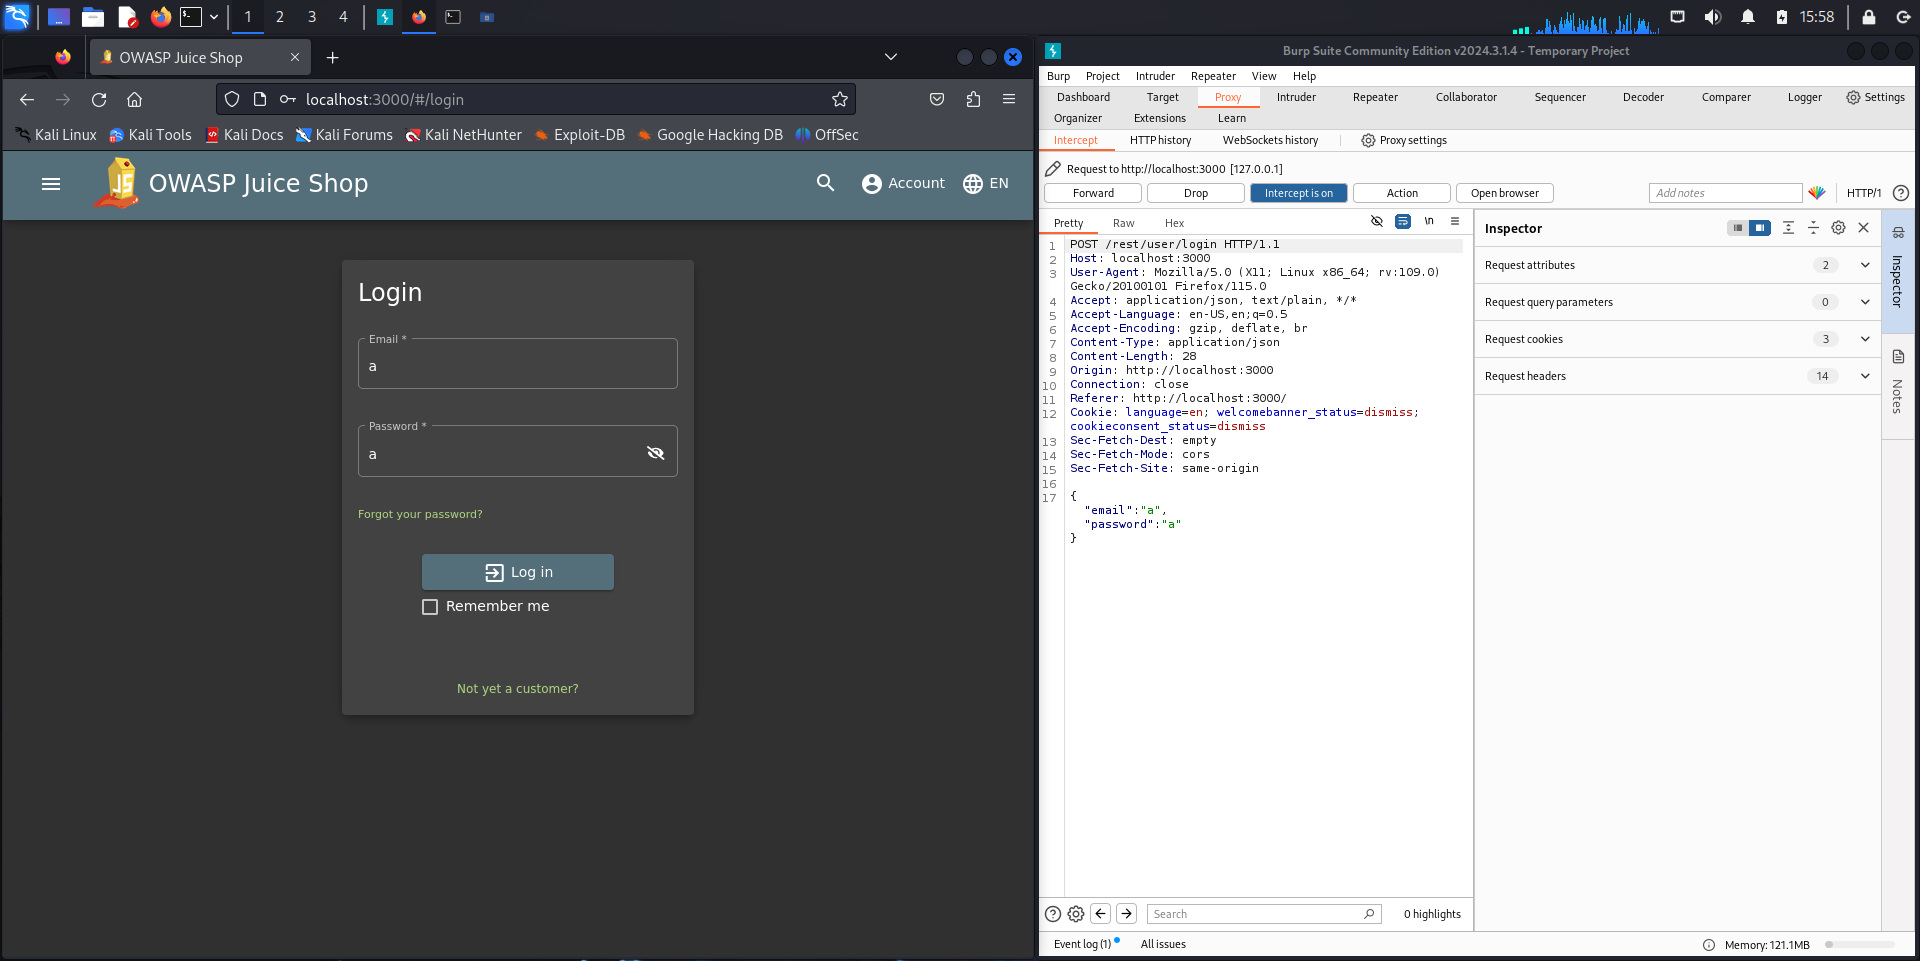 1 2 3 4
15:58
OWASP Juice Shop
localhost:3000/#/login
Kali Linux Kali Tools Kali Docs Kali Forums Kali NetHunter Exploit-DB Google Hacking DB OffSec
OWASP Juice Shop
Account EN
Login
Email *
a
Password *
a
Forgot your password?
Log in
Remember me
Not yet a customer?
Burp Suite Community Edition v2024.3.1.4 - Temporary Project
Burp Project Intruder Repeater View Help
Dashboard Target Proxy Intruder Repeater Collaborator Sequencer Decoder Comparer Logger Settings
Organizer Extensions Learn
Intercept HTTP history WebSockets history Proxy settings
Request to http://localhost:3000 [127.0.0.1]
Forward Drop Intercept is on Action Open browser Add notes HTTP/1
Pretty Raw Hex \n
1 POST /rest/user/login HTTP/1.1
2 Host: localhost:3000
3 User-Agent: Mozilla/5.0 (X11; Linux x86_64; rv:109.0)
Gecko/20100101 Firefox/115.0
4 Accept: application/json, text/plain, */*
5 Accept-Language: en-US,en;q=0.5
6 Accept-Encoding: gzip, deflate, br
7 Content-Type: application/json
8 Content-Length: 28
9 Origin: http://localhost:3000
10 Connection: close
11 Referer: http://localhost:3000/
12 Cookie: language=en; welcomebanner_status=dismiss;
cookieconsent_status=dismiss
13 Sec-Fetch-Dest: empty
14 Sec-Fetch-Mode: cors
15 Sec-Fetch-Site: same-origin
16
17 {
"email":"a",
"password":"a"
}
Inspector
Request attributes 2
Request query parameters 0
Request cookies 3
Request headers 14
Inspector
Notes
Search 0 highlights
Event log (1) All issues Memory: 121.1MB